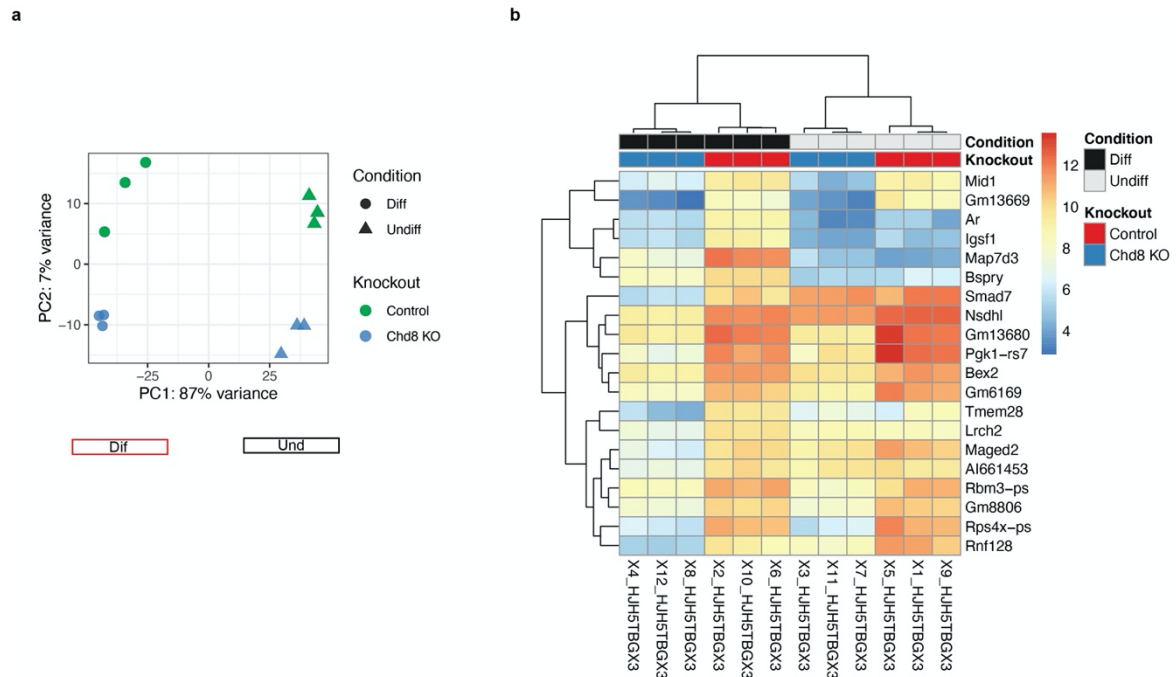 a
10
0
−10
PC2: 7% variance
−25
0
25
PC1: 87% variance
Condition
Diff
Undiff
Knockout
Control
Chd8 KO
Dif
Und
b
Condition
Knockout
Mid1
Gm13669
Ar
Igsf1
Map7d3
Bspry
Smad7
Nsdhl
Gm13680
Pgk1−rs7
Bex2
Gm6169
Tmem28
Lrch2
Maged2
AI661453
Rbm3−ps
Gm8806
Rps4x−ps
Rnf128
X4_HJH5TBGX3
X12_HJH5TBGX3
X8_HJH5TBGX3
X2_HJH5TBGX3
X10_HJH5TBGX3
X6_HJH5TBGX3
X3_HJH5TBGX3
X11_HJH5TBGX3
X7_HJH5TBGX3
X5_HJH5TBGX3
X1_HJH5TBGX3
X9_HJH5TBGX3
12
10
8
6
4
Condition
Diff
Undiff
Knockout
Control
Chd8 KO